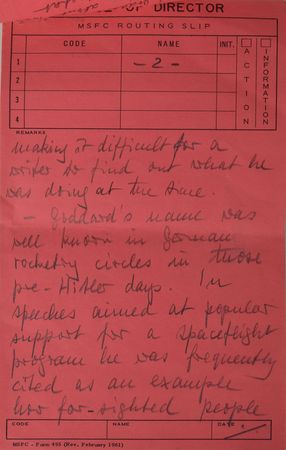 OF DIRECTOR
MSFC ROUTING SLIP
CODE NAME INIT. ACTION INFORMATION
1 - 2 -
2
3
4
REMARKS
making it difficult for a
writer to find out what he
was doing at the time.
- Goddard's name was
well known in German
rocketry circles in those
pre-Hitler days. In
speeches aimed at popular
support for a spaceflight
program he was frequently
cited as an example
how far-sighted people
CODE NAME DATE
MSFC - Form 495 (Rev. February 1961)